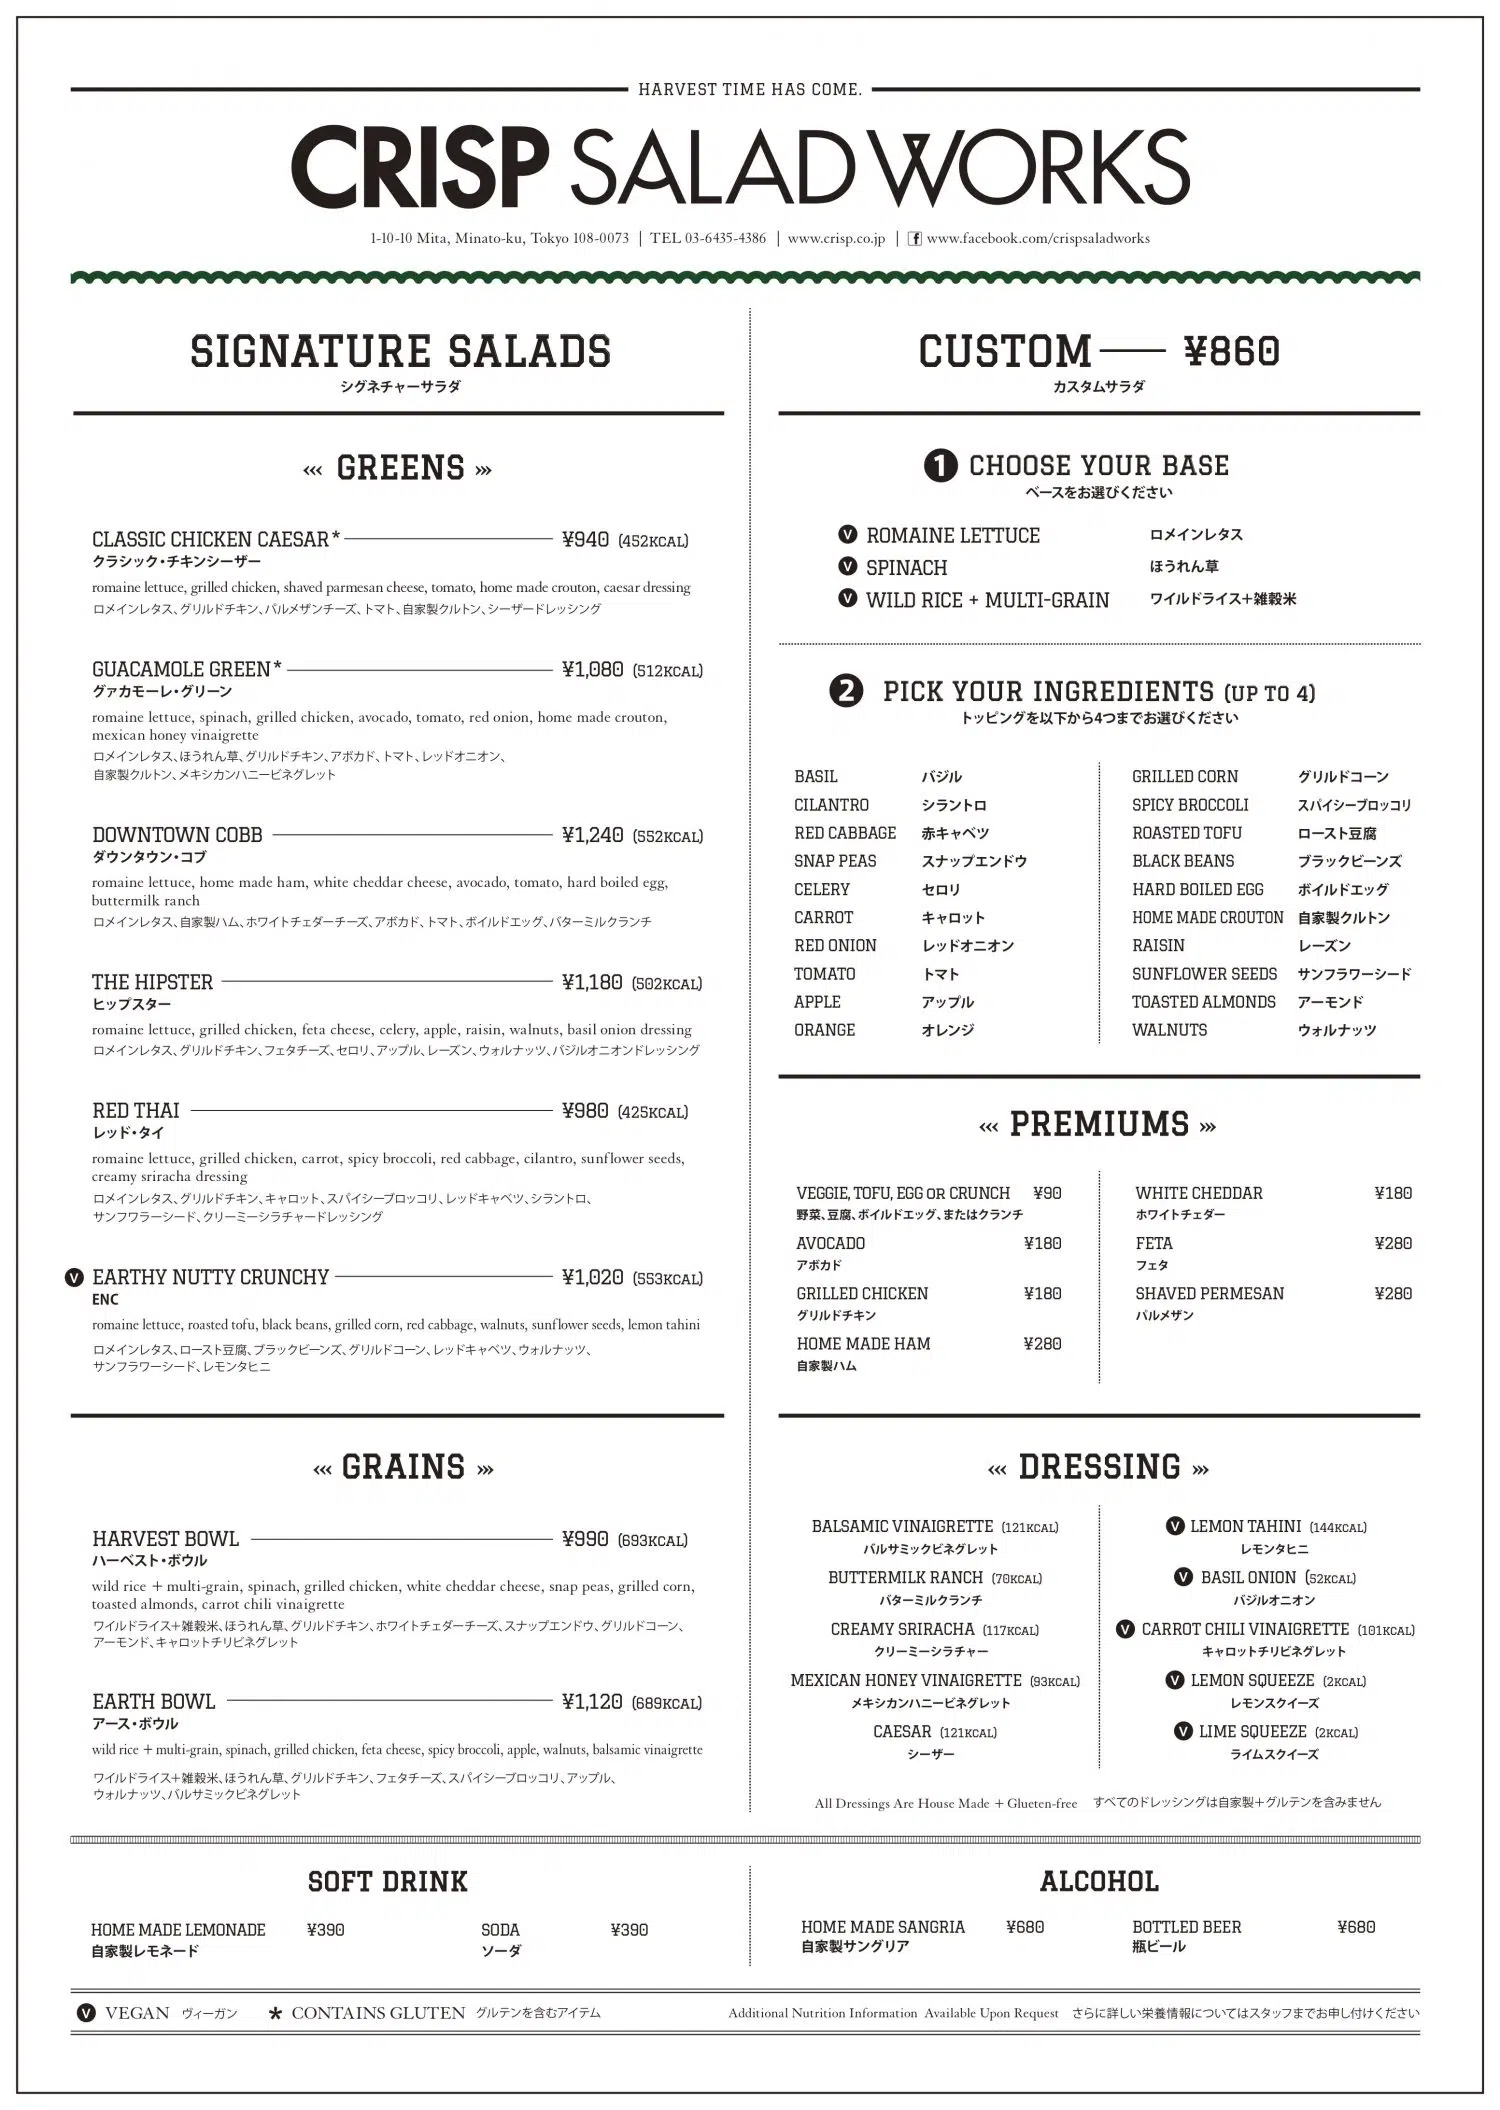 HARVEST TIME HAS COME.
CRISP SALAD WORKS
1-10-10 Mita, Minato-ku, Tokyo 108-0073 | TEL 03-6435-4386 | www.crisp.co.jp | f www.facebook.com/crispsaladworks
SIGNATURE SALADS
シグネチャーサラダ
‹‹‹ GREENS ›››
CLASSIC CHICKEN CAESAR* ¥940 (452KCAL)
クラシック・チキンシーザー
romaine lettuce, grilled chicken, shaved parmesan cheese, tomato, home made crouton, caesar dressing
ロメインレタス、グリルドチキン、パルメザンチーズ、トマト、自家製クルトン、シーザードレッシング
GUACAMOLE GREEN* ¥1,080 (512KCAL)
グァカモーレ・グリーン
romaine lettuce, spinach, grilled chicken, avocado, tomato, red onion, home made crouton,
mexican honey vinaigrette
ロメインレタス、ほうれん草、グリルドチキン、アボカド、トマト、レッドオニオン、
自家製クルトン、メキシカンハニービネグレット
DOWNTOWN COBB ¥1,240 (552KCAL)
ダウンタウン・コブ
romaine lettuce, home made ham, white cheddar cheese, avocado, tomato, hard boiled egg,
buttermilk ranch
ロメインレタス、自家製ハム、ホワイトチェダーチーズ、アボカド、トマト、ボイルドエッグ、バターミルクランチ
THE HIPSTER ¥1,180 (502KCAL)
ヒップスター
romaine lettuce, grilled chicken, feta cheese, celery, apple, raisin, walnuts, basil onion dressing
ロメインレタス、グリルドチキン、フェタチーズ、セロリ、アップル、レーズン、ウォルナッツ、バジルオニオンドレッシング
RED THAI ¥980 (425KCAL)
レッド・タイ
romaine lettuce, grilled chicken, carrot, spicy broccoli, red cabbage, cilantro, sunflower seeds,
creamy sriracha dressing
ロメインレタス、グリルドチキン、キャロット、スパイシーブロッコリ、レッドキャベツ、シラントロ、
サンフワラーシード、クリーミーシラチャードレッシング
V EARTHY NUTTY CRUNCHY ¥1,020 (553KCAL)
ENC
romaine lettuce, roasted tofu, black beans, grilled corn, red cabbage, walnuts, sunflower seeds, lemon tahini
ロメインレタス、ロースト豆腐、ブラックビーンズ、グリルドコーン、レッドキャベツ、ウォルナッツ、
サンフラワーシード、レモンタヒニ
‹‹‹ GRAINS ›››
HARVEST BOWL ¥990 (693KCAL)
ハーベスト・ボウル
wild rice + multi-grain, spinach, grilled chicken, white cheddar cheese, snap peas, grilled corn,
toasted almonds, carrot chili vinaigrette
ワイルドライス+雑穀米、ほうれん草、グリルドチキン、ホワイトチェダーチーズ、スナップエンドウ、グリルドコーン、
アーモンド、キャロットチリビネグレット
EARTH BOWL ¥1,120 (689KCAL)
アース・ボウル
wild rice + multi-grain, spinach, grilled chicken, feta cheese, spicy broccoli, apple, walnuts, balsamic vinaigrette
ワイルドライス+雑穀米、ほうれん草、グリルドチキン、フェタチーズ、スパイシーブロッコリ、アップル、
ウォルナッツ、バルサミックビネグレット
CUSTOM — ¥860
カスタムサラダ
1 CHOOSE YOUR BASE
ベースをお選びください
V ROMAINE LETTUCE ロメインレタス
V SPINACH ほうれん草
V WILD RICE + MULTI-GRAIN ワイルドライス+雑穀米
2 PICK YOUR INGREDIENTS (UP TO 4)
トッピングを以下から4つまでお選びください
BASIL バジル
CILANTRO シラントロ
RED CABBAGE 赤キャベツ
SNAP PEAS スナップエンドウ
CELERY セロリ
CARROT キャロット
RED ONION レッドオニオン
TOMATO トマト
APPLE アップル
ORANGE オレンジ
GRILLED CORN グリルドコーン
SPICY BROCCOLI スパイシーブロッコリ
ROASTED TOFU ロースト豆腐
BLACK BEANS ブラックビーンズ
HARD BOILED EGG ボイルドエッグ
HOME MADE CROUTON 自家製クルトン
RAISIN レーズン
SUNFLOWER SEEDS サンフラワーシード
TOASTED ALMONDS アーモンド
WALNUTS ウォルナッツ
‹‹‹ PREMIUMS ›››
VEGGIE, TOFU, EGG OR CRUNCH ¥90
野菜、豆腐、ボイルドエッグ、またはクランチ
AVOCADO ¥180
アボカド
GRILLED CHICKEN ¥180
グリルドチキン
HOME MADE HAM ¥280
自家製ハム
WHITE CHEDDAR ¥180
ホワイトチェダー
FETA ¥280
フェタ
SHAVED PERMESAN ¥280
パルメザン
‹‹‹ DRESSING ›››
BALSAMIC VINAIGRETTE (121KCAL)
バルサミックビネグレット
BUTTERMILK RANCH (70KCAL)
バターミルクランチ
CREAMY SRIRACHA (117KCAL)
クリーミーシラチャー
MEXICAN HONEY VINAIGRETTE (93KCAL)
メキシカンハニービネグレット
CAESAR (121KCAL)
シーザー
V LEMON TAHINI (144KCAL)
レモンタヒニ
V BASIL ONION (52KCAL)
バジルオニオン
V CARROT CHILI VINAIGRETTE (101KCAL)
キャロットチリビネグレット
V LEMON SQUEEZE (2KCAL)
レモンスクイーズ
V LIME SQUEEZE (2KCAL)
ライムスクイーズ
All Dressings Are House Made + Glueten-free すべてのドレッシングは自家製+グルテンを含みません
SOFT DRINK
HOME MADE LEMONADE ¥390
自家製レモネード
SODA ¥390
ソーダ
ALCOHOL
HOME MADE SANGRIA ¥680
自家製サングリア
BOTTLED BEER ¥680
瓶ビール
V VEGAN ヴィーガン * CONTAINS GLUTEN グルテンを含むアイテム
Additional Nutrition Information Available Upon Request さらに詳しい栄養情報についてはスタッフまでお申し付けください